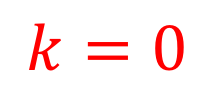 k = 0